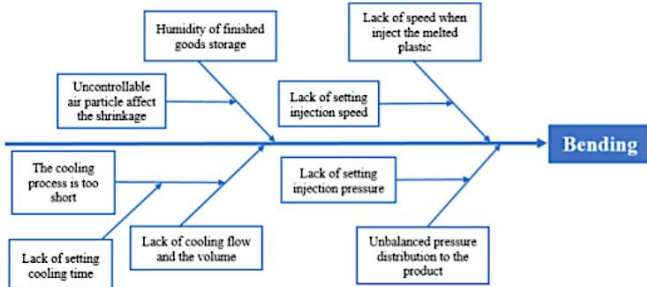 Humidity of finished
goods storage
Lack of speed when
inject the melted
plastic
Uncontrollable
air particle affect
the shrinkage
Lack of setting
injection speed
Bending
The cooling
process is too
short
Lack of setting
injection pressure
Lack of setting
cooling time
Lack of cooling flow
and the volume
Unbalanced pressure
distribution to the
product